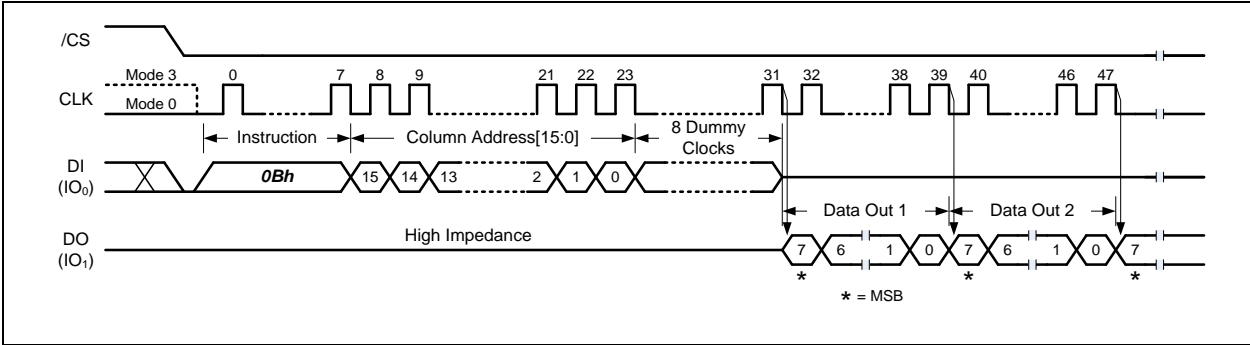 /CS
Mode 3 0 7 8 9 21 22 23 31 32 38 39 40 46 47
CLK Mode 0
Instruction Column Address[15:0] 8 Dummy
Clocks
DI
(IO0) 0Bh 15 14 13 2 1 0
Data Out 1 Data Out 2
DO High Impedance
(IO1) 7 6 1 0 7 6 1 0 7
* * *
* = MSB